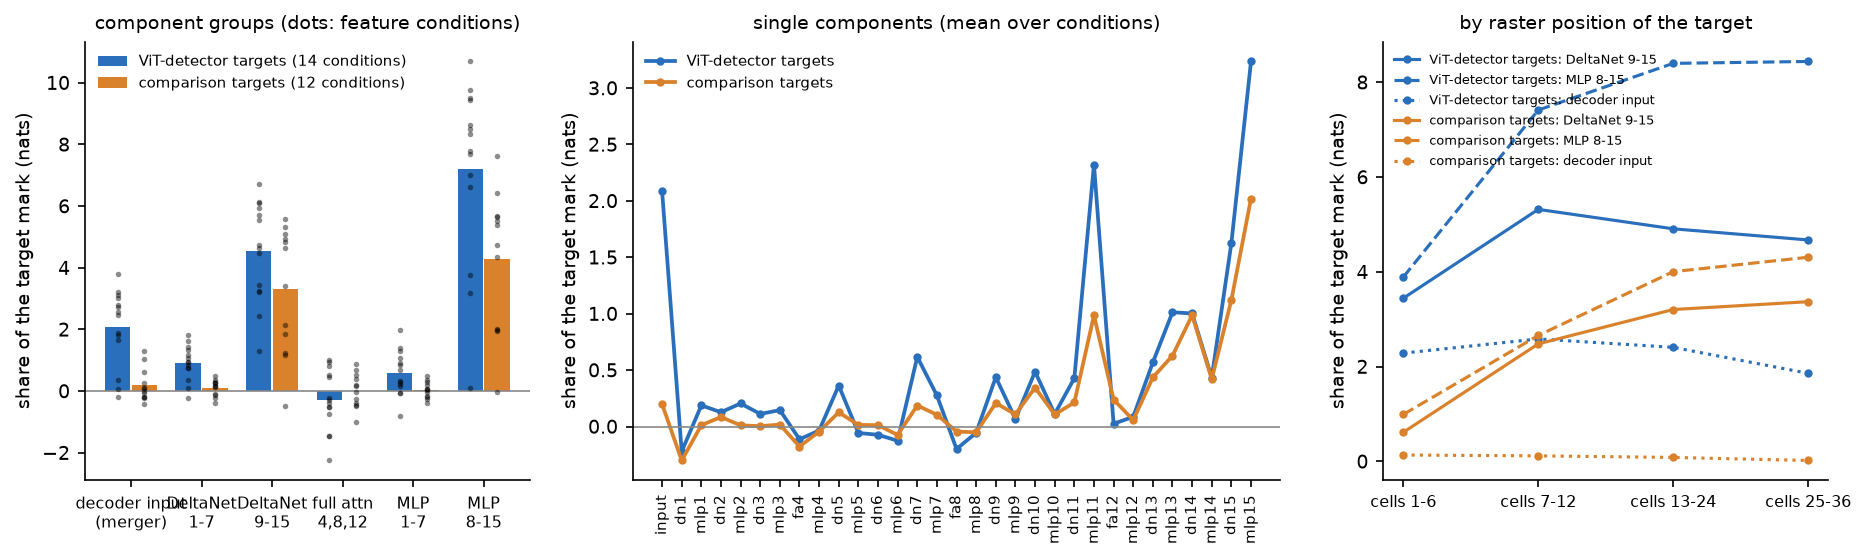 component groups (dots: feature conditions)
ViT-detector targets (14 conditions)
comparison targets (12 conditions)
share of the target mark (nats)
10
8
6
4
2
0
−2
decoder input
(merger)
DeltaNet
1-7
DeltaNet
9-15
full attn
4,8,12
MLP
1-7
MLP
8-15
single components (mean over conditions)
ViT-detector targets
comparison targets
share of the target mark (nats)
3.0
2.5
2.0
1.5
1.0
0.5
0.0
input
dn1
mlp1
dn2
mlp2
dn3
mlp3
fa4
mlp4
dn5
mlp5
dn6
mlp6
dn7
mlp7
fa8
mlp8
dn9
mlp9
dn10
mlp10
dn11
mlp11
fa12
mlp12
dn13
mlp13
dn14
mlp14
dn15
mlp15
by raster position of the target
ViT-detector targets: DeltaNet 9-15
ViT-detector targets: MLP 8-15
ViT-detector targets: decoder input
comparison targets: DeltaNet 9-15
comparison targets: MLP 8-15
comparison targets: decoder input
share of the target mark (nats)
8
6
4
2
0
cells 1-6
cells 7-12
cells 13-24
cells 25-36